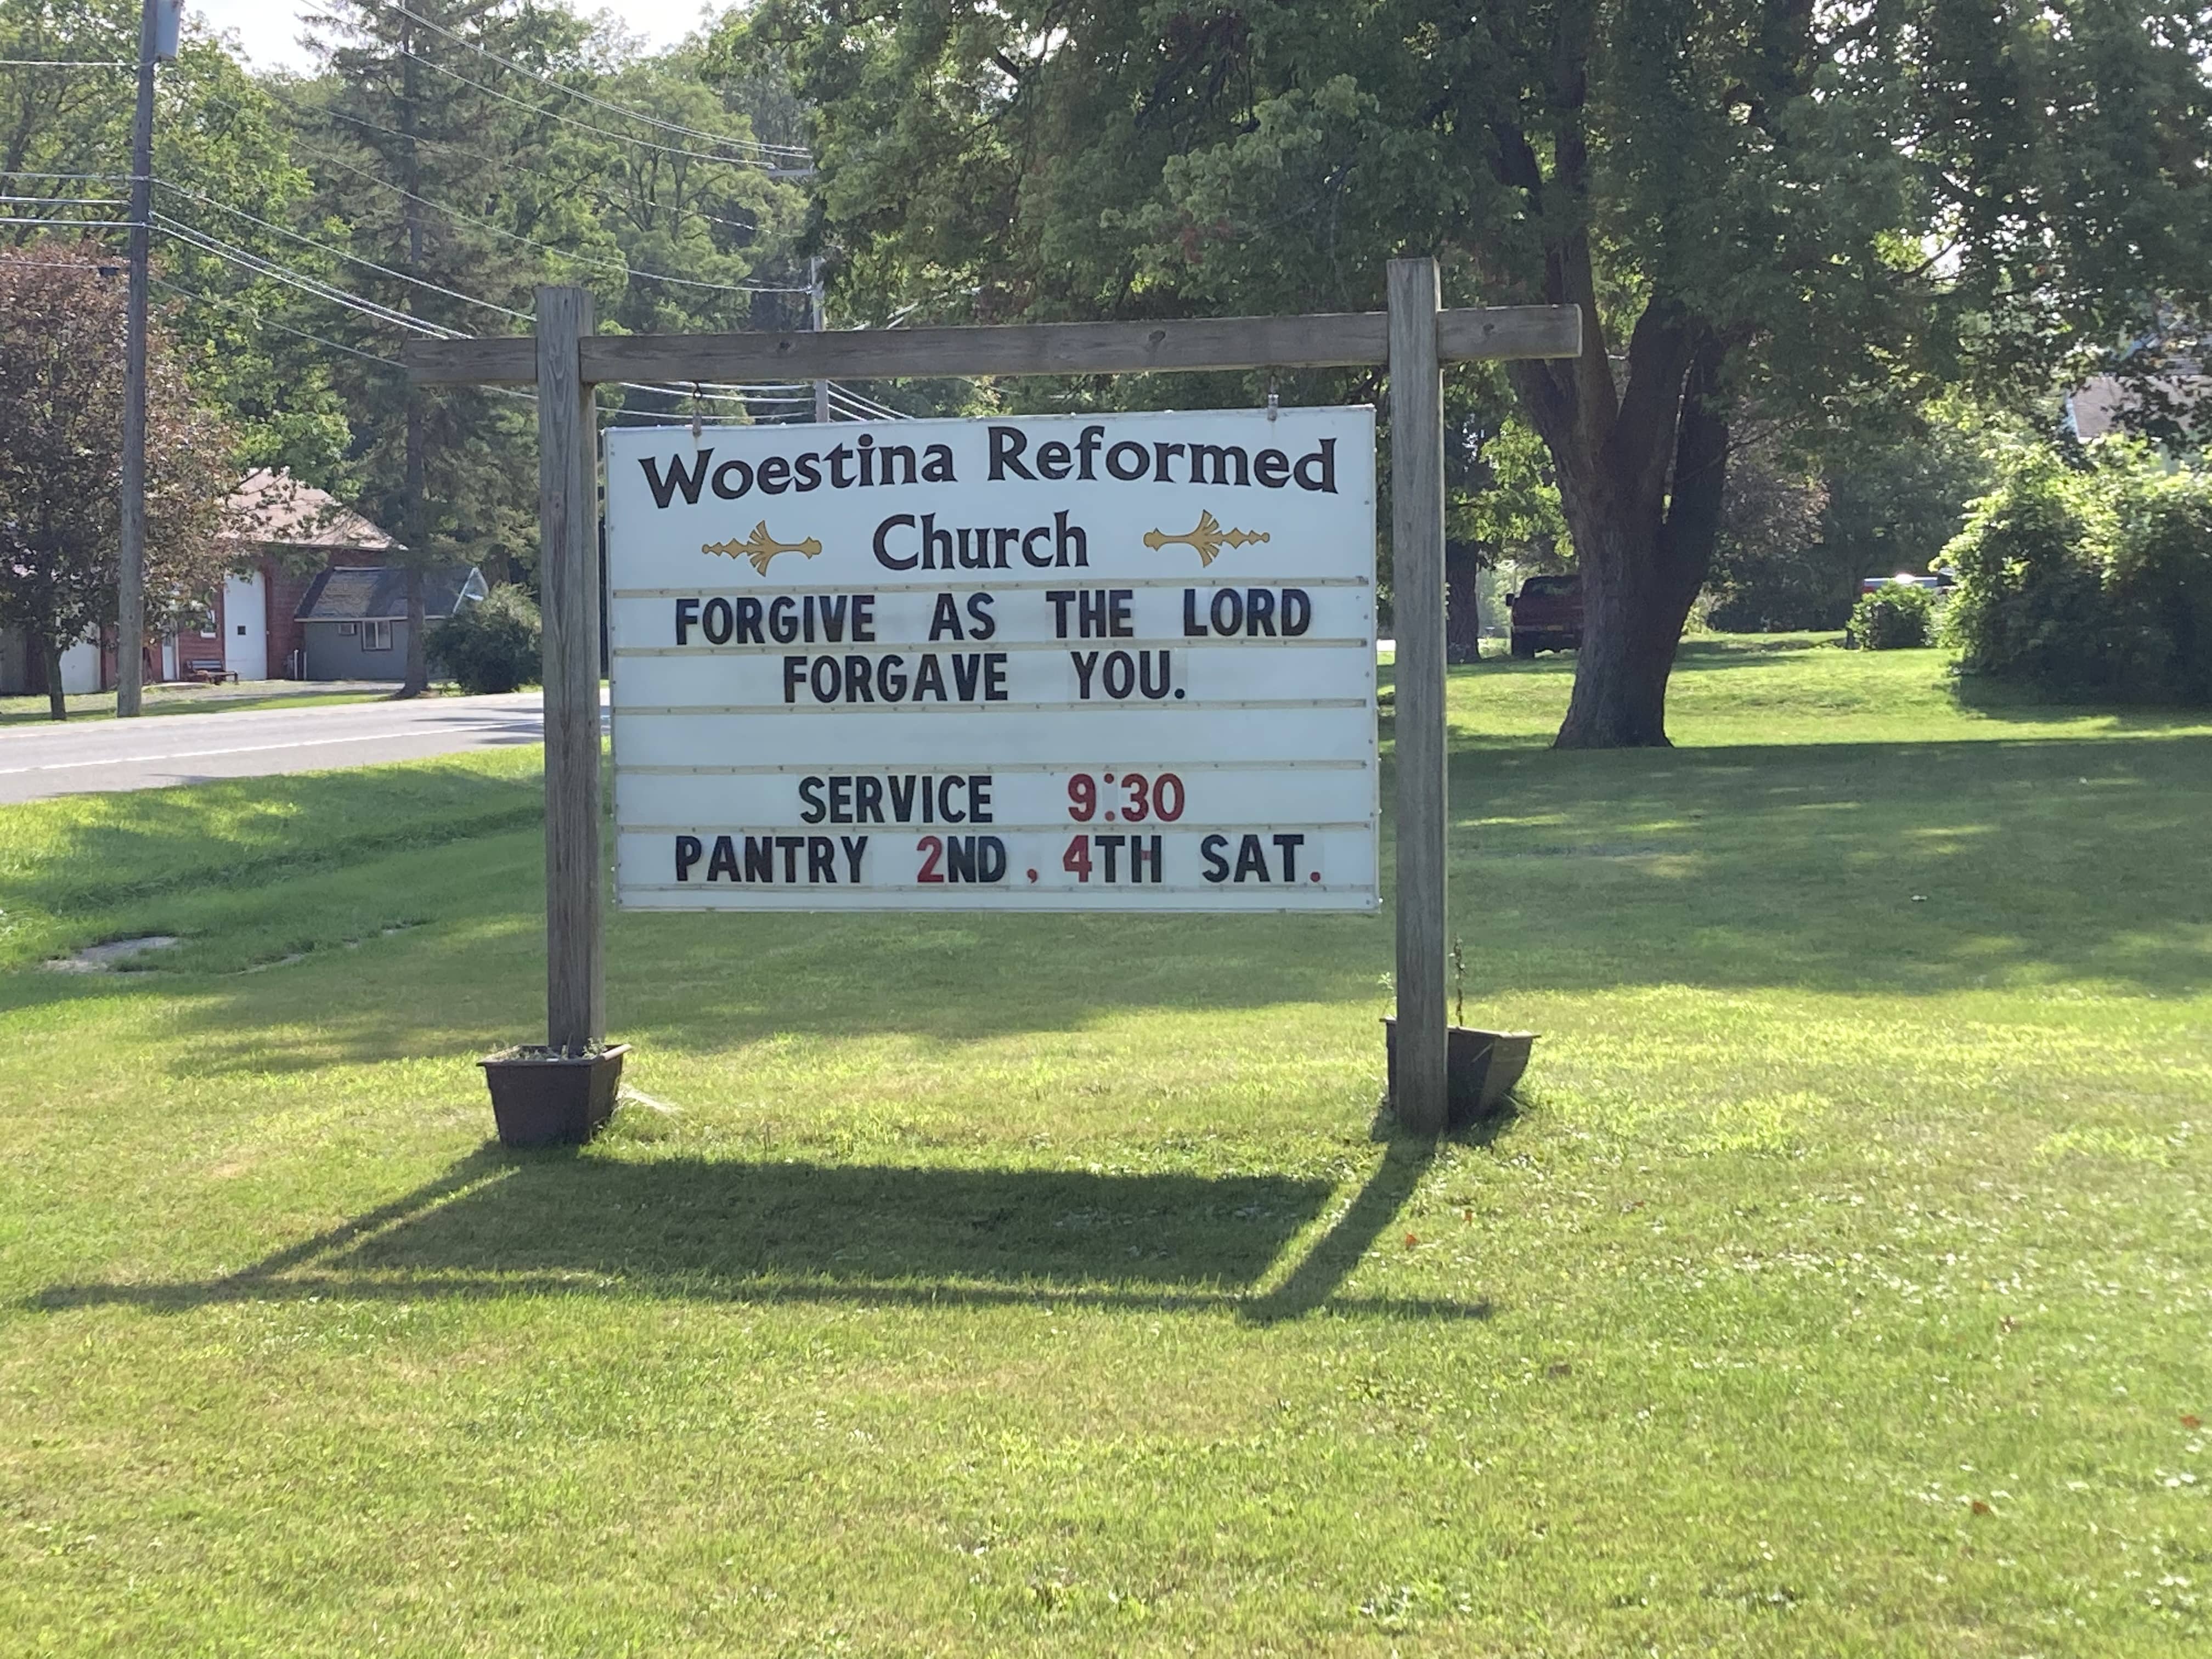 Woestina Reformed
Church
FORGIVE AS THE LORD
FORGAVE YOU.
SERVICE 9:30
PANTRY 2ND, 4TH SAT.